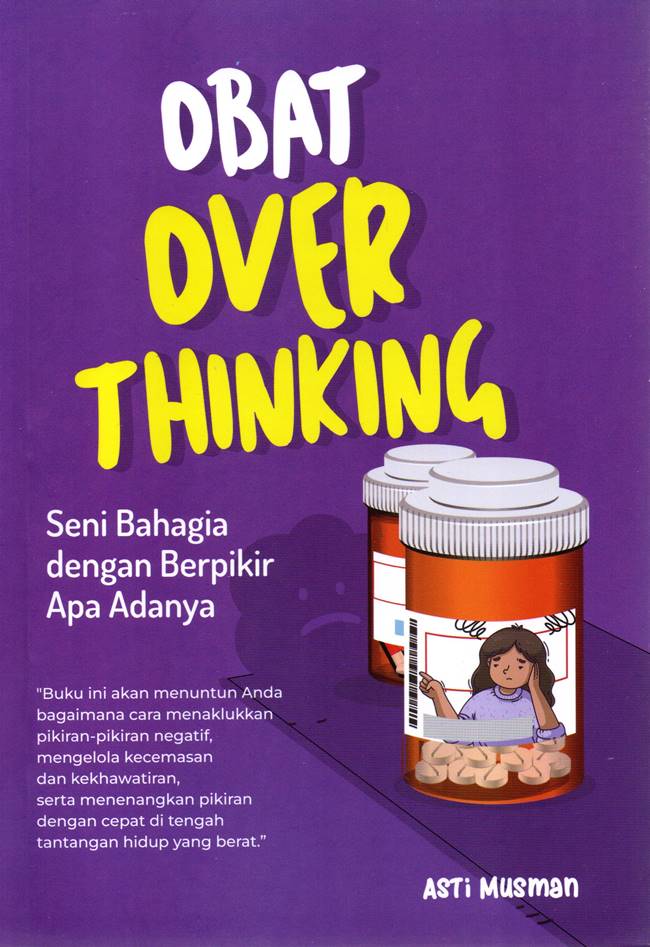 OBAT
OVER
THINKING
Seni Bahagia
dengan Berpikir
Apa Adanya
"Buku ini akan menuntun Anda
bagaimana cara menaklukkan
pikiran-pikiran negatif,
mengelola kecemasan
dan kekhawatiran,
serta menenangkan pikiran
dengan cepat di tengah
tantangan hidup yang berat.”
ASTi MUSMAN